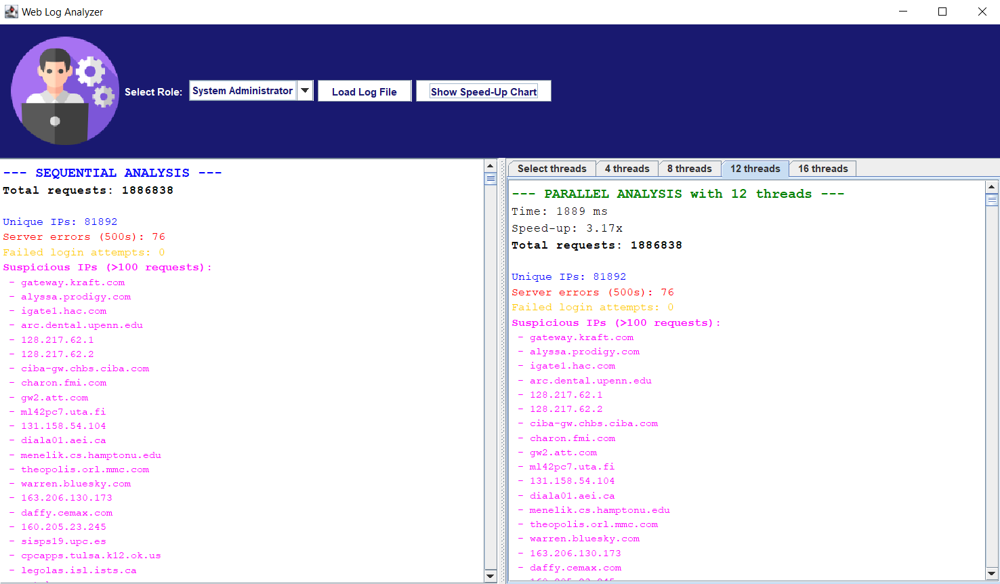 Web Log Analyzer
Select Role: System Administrator Load Log File Show Speed-Up Chart
--- SEQUENTIAL ANALYSIS ---
Total requests: 1886838
Unique IPs: 81892
Server errors (500s): 76
Failed login attempts: 0
Suspicious IPs (>100 requests):
- gateway.kraft.com
- alyssa.prodigy.com
- igate1.hac.com
- arc.dental.upenn.edu
- 128.217.62.1
- 128.217.62.2
- ciba-gw.chbs.ciba.com
- charon.fmi.com
- gw2.att.com
- ml42pc7.uta.fi
- 131.158.54.104
- diala01.aei.ca
- menelik.cs.hamptonu.edu
- theopolis.orl.mmc.com
- warren.bluesky.com
- 163.206.130.173
- daffy.cemax.com
- 160.205.23.245
- sisps19.upc.es
- cpcapps.tulsa.k12.ok.us
- legolas.isl.ists.ca
Select threads 4 threads 8 threads 12 threads 16 threads
--- PARALLEL ANALYSIS with 12 threads ---
Time: 1889 ms
Speed-up: 3.17x
Total requests: 1886838
Unique IPs: 81892
Server errors (500s): 76
Failed login attempts: 0
Suspicious IPs (>100 requests):
- gateway.kraft.com
- alyssa.prodigy.com
- igate1.hac.com
- arc.dental.upenn.edu
- 128.217.62.1
- 128.217.62.2
- ciba-gw.chbs.ciba.com
- charon.fmi.com
- gw2.att.com
- ml42pc7.uta.fi
- 131.158.54.104
- diala01.aei.ca
- menelik.cs.hamptonu.edu
- theopolis.orl.mmc.com
- warren.bluesky.com
- 163.206.130.173
- daffy.cemax.com